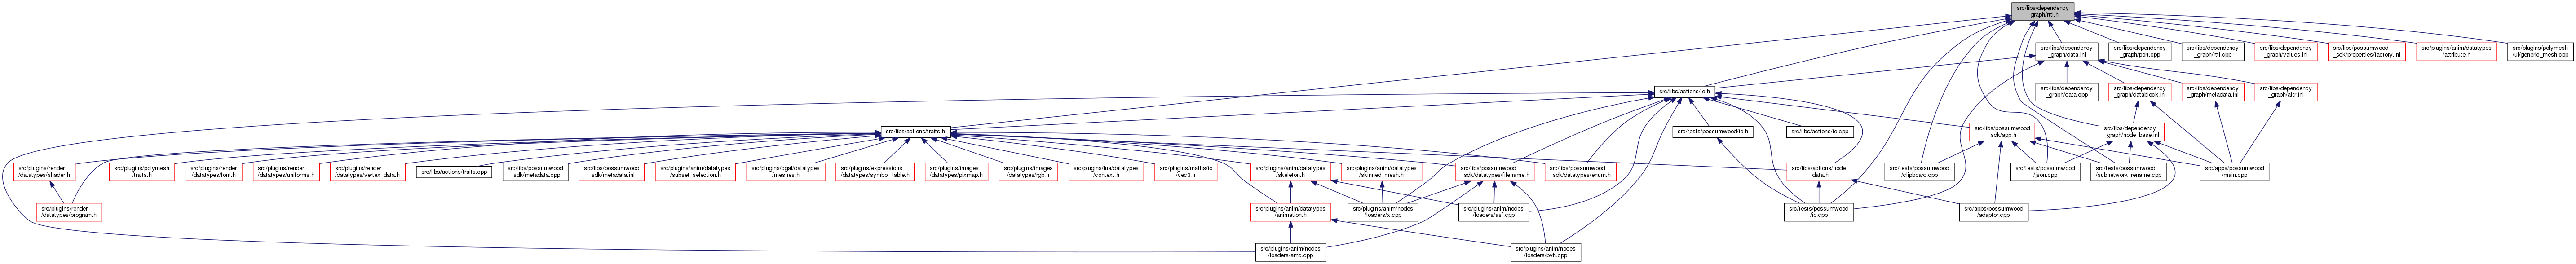 src/libs/dependency
_graph/rtti.h
src/libs/dependency
_graph/data.inl
src/libs/dependency
_graph/port.cpp
src/libs/dependency
_graph/rtti.cpp
src/libs/dependency
_graph/values.inl
src/libs/possumwood
_sdk/properties/factory.inl
src/plugins/anim/datatypes
/attribute.h
src/plugins/polymesh
/ui/generic_mesh.cpp
src/libs/actions/io.h
src/libs/dependency
_graph/data.cpp
src/libs/dependency
_graph/datablock.inl
src/libs/dependency
_graph/metadata.inl
src/libs/dependency
_graph/attr.inl
src/libs/actions/traits.h
src/tests/possumwood/io.h
src/libs/actions/io.cpp
src/libs/possumwood
_sdk/app.h
src/libs/dependency
_graph/node_base.inl
src/plugins/render
/datatypes/shader.h
src/plugins/polymesh
/traits.h
src/plugins/render
/datatypes/font.h
src/plugins/render
/datatypes/uniforms.h
src/plugins/render
/datatypes/vertex_data.h
src/libs/actions/traits.cpp
src/libs/possumwood
_sdk/metadata.cpp
src/libs/possumwood
_sdk/metadata.inl
src/plugins/anim/datatypes
/subset_selection.h
src/plugins/cgal/datatypes
/meshes.h
src/plugins/expressions
/datatypes/symbol_table.h
src/plugins/images
/datatypes/pixmap.h
src/plugins/images
/datatypes/rgb.h
src/plugins/lua/datatypes
/context.h
src/plugins/maths/io
/vec3.h
src/plugins/anim/datatypes
/skeleton.h
src/plugins/anim/datatypes
/skinned_mesh.h
src/libs/possumwood
_sdk/datatypes/filename.h
src/libs/possumwood
_sdk/datatypes/enum.h
src/libs/actions/node
_data.h
src/tests/possumwood
/clipboard.cpp
src/tests/possumwood
/json.cpp
src/tests/possumwood
/subnetwork_rename.cpp
src/apps/possumwood
/main.cpp
src/plugins/render
/datatypes/program.h
src/plugins/anim/datatypes
/animation.h
src/plugins/anim/nodes
/loaders/x.cpp
src/plugins/anim/nodes
/loaders/asf.cpp
src/tests/possumwood
/io.cpp
src/apps/possumwood
/adaptor.cpp
src/plugins/anim/nodes
/loaders/amc.cpp
src/plugins/anim/nodes
/loaders/bvh.cpp